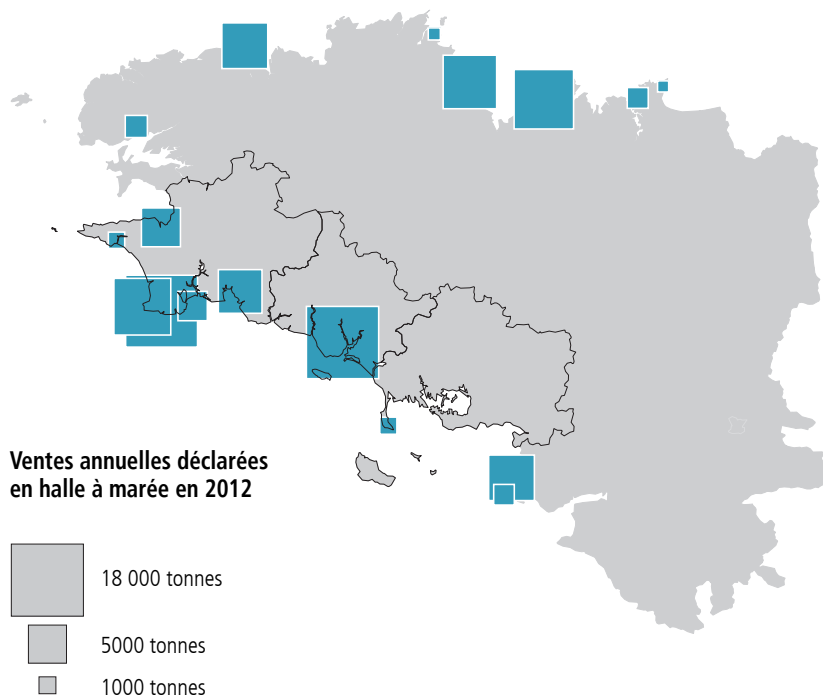 Ventes annuelles déclarées
en halle à marée en 2012
18 000 tonnes
5000 tonnes
1000 tonnes